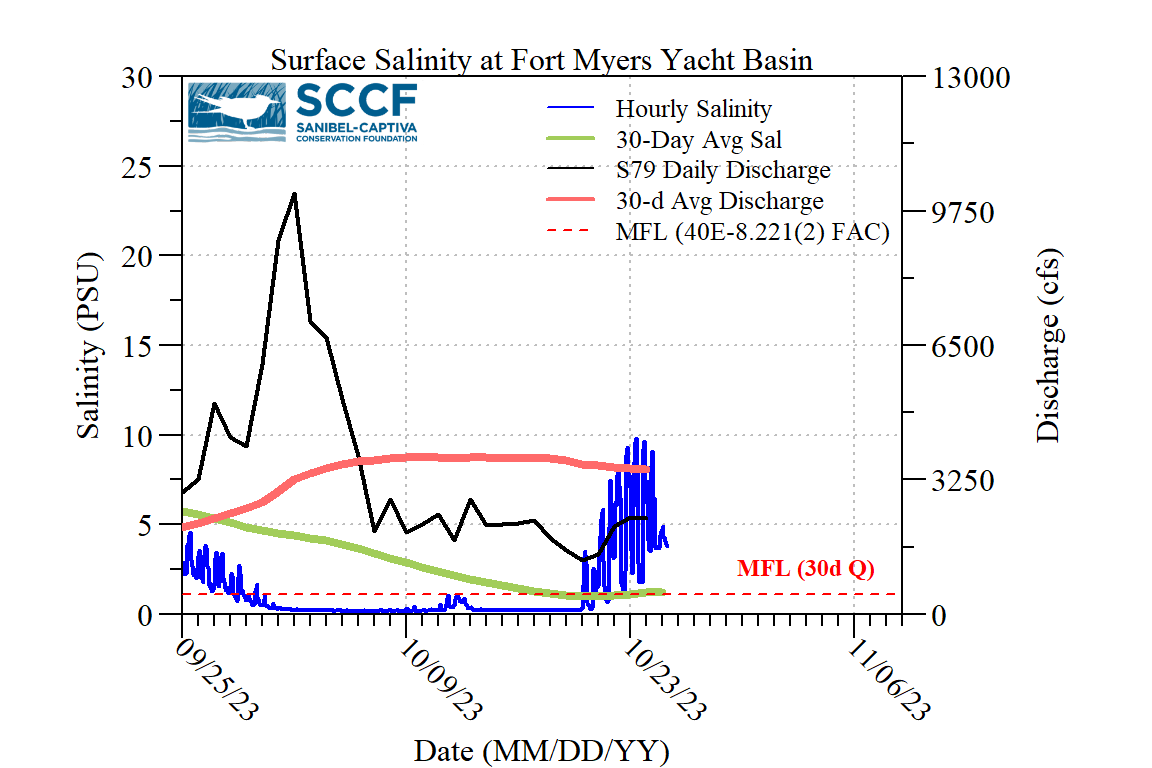 Surface Salinity at Fort Myers Yacht Basin
SCCF
SANIBEL-CAPTIVA
CONSERVATION FOUNDATION
Hourly Salinity
30-Day Avg Sal
S79 Daily Discharge
30-d Avg Discharge
MFL (40E-8.221(2) FAC)
30
25
20
15
10
5
0
Salinity (PSU)
13000
9750
6500
3250
0
Discharge (cfs)
MFL (30d Q)
09/25/23
10/09/23
10/23/23
11/06/23
Date (MM/DD/YY)